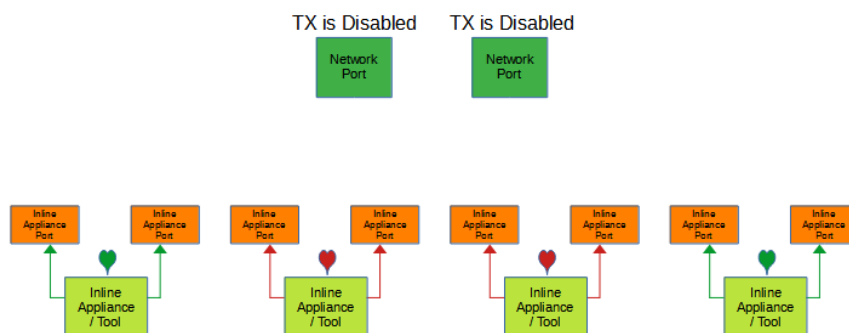 TX is Disabled TX is Disabled
Network
Port
Network
Port
Inline
Appliance
Port
Inline
Appliance
Port
Inline
Appliance
Port
Inline
Appliance
Port
Inline
Appliance
Port
Inline
Appliance
Port
Inline
Appliance
Port
Inline
Appliance
Port
Inline
Appliance
/ Tool
Inline
Appliance
/ Tool
Inline
Appliance
/ Tool
Inline
Appliance
/ Tool